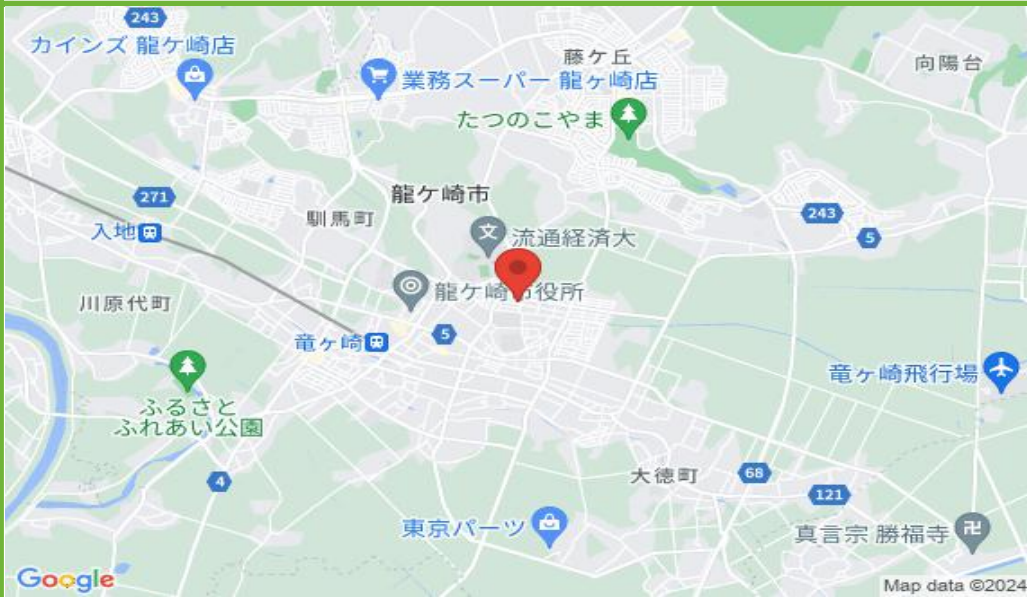 243
カインズ 龍ケ崎店
業務スーパー 龍ヶ崎店
藤ケ丘
向陽台
たつのこやま
271
龍ケ崎市
馴馬町
入地
文
流通経済大
243
5
川原代町
龍ケ崎市役所
竜ヶ崎
5
竜ヶ崎飛行場
ふるさと
ふれあい公園
4
大徳町
68
121
東京パーツ
真言宗 勝福寺
卍
Google
Map data ©2024